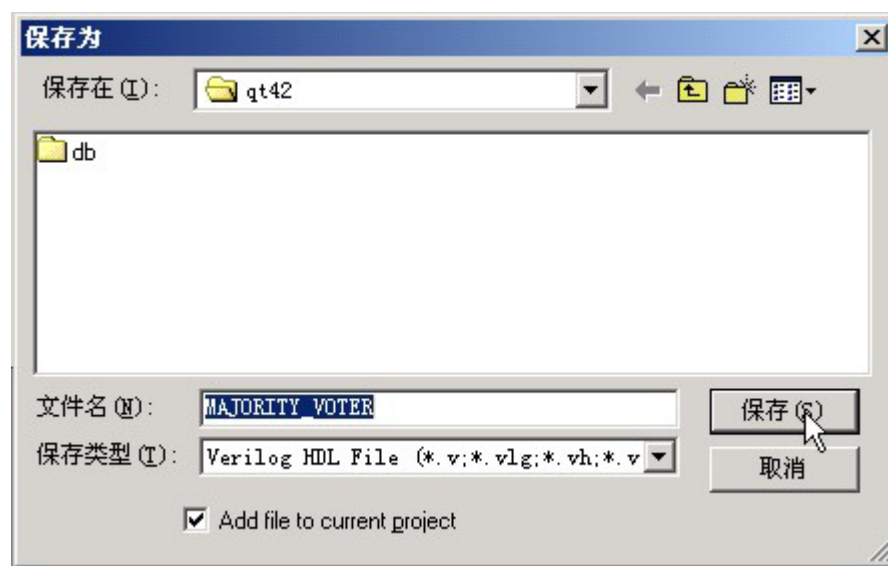 保存为
保存在(I): qt42
db
文件名(N): MAJORITY_VOTER 保存(S)
保存类型(T): Verilog HDL File (*.v;*.vlg;*.vh;*.v 取消
Add file to current project